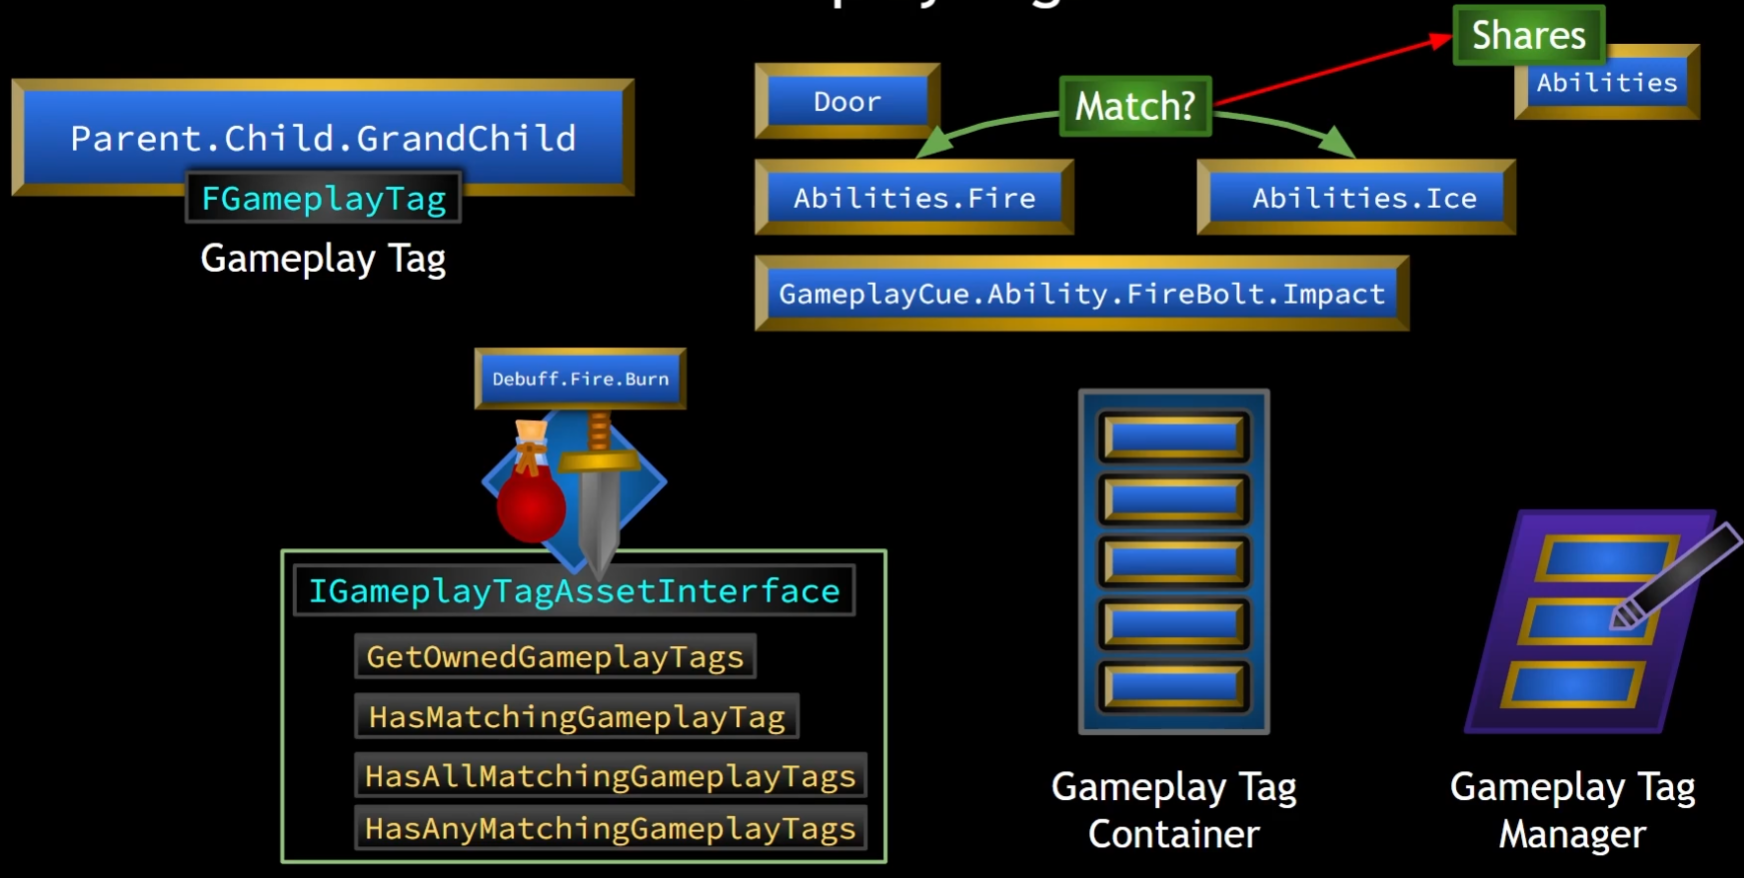 Parent.Child.GrandChild
FGameplayTag
Gameplay Tag
Door
Match?
Shares
Abilities
Abilities.Fire
Abilities.Ice
GameplayCue.Ability.FireBolt.Impact
Debuff.Fire.Burn
IGameplayTagAssetInterface
GetOwnedGameplayTags
HasMatchingGameplayTag
HasAllMatchingGameplayTags
HasAnyMatchingGameplayTags
Gameplay Tag
Container
Gameplay Tag
Manager